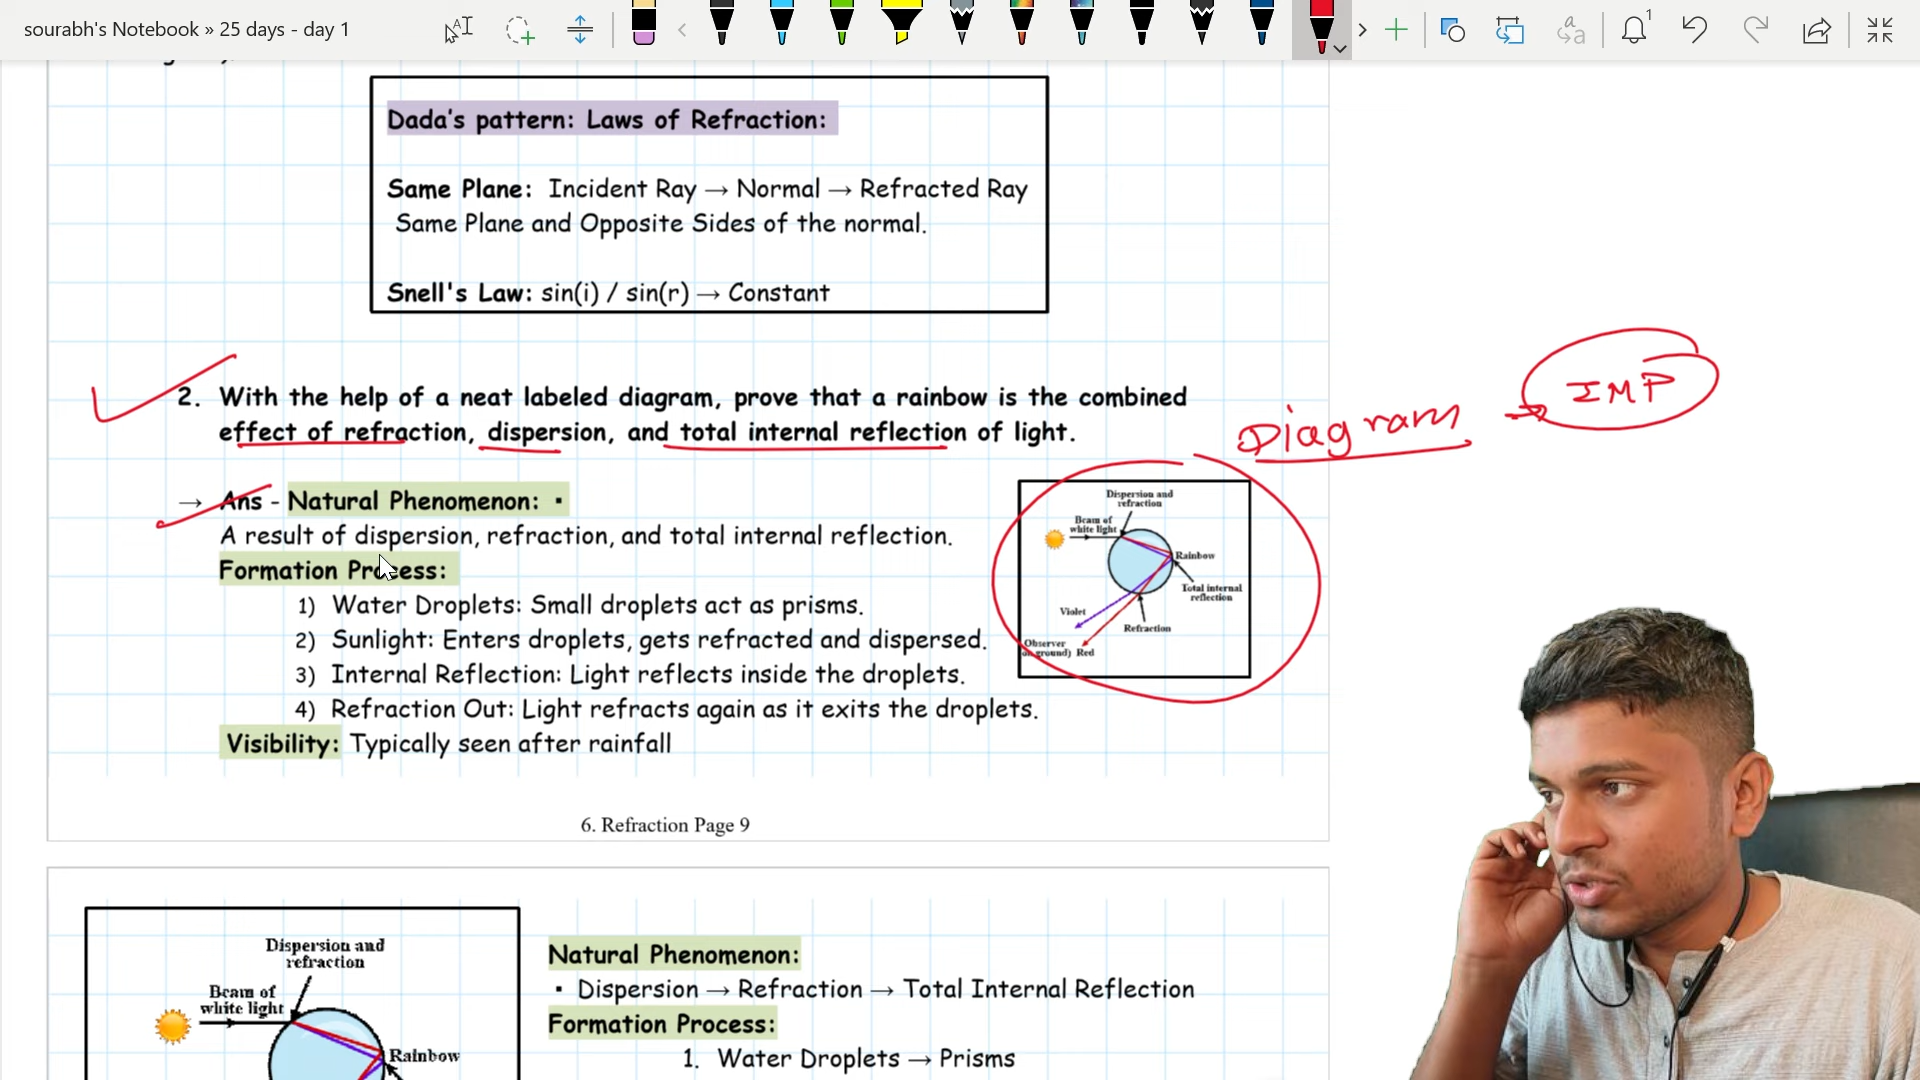 sourabh's Notebook » 25 days - day 1
1
Dada's pattern: Laws of Refraction:
Same Plane: Incident Ray → Normal → Refracted Ray
Same Plane and Opposite Sides of the normal.
Snell's Law: sin(i) / sin(r) → Constant
2. With the help of a neat labeled diagram, prove that a rainbow is the combined
effect of refraction, dispersion, and total internal reflection of light.
Diagram → IMP
→ Ans - Natural Phenomenon: ▪
A result of dispersion, refraction, and total internal reflection.
Formation Process:
1) Water Droplets: Small droplets act as prisms.
2) Sunlight: Enters droplets, gets refracted and dispersed.
3) Internal Reflection: Light reflects inside the droplets.
4) Refraction Out: Light refracts again as it exits the droplets.
Visibility: Typically seen after rainfall
Dispersion and
refraction
Beam of
white light
Rainbow
Total internal
reflection
Violet
Refraction
Observer
ground) Red
6. Refraction Page 9
Dispersion and
refraction
Beam of
white light
Rainbow
Natural Phenomenon:
▪ Dispersion → Refraction → Total Internal Reflection
Formation Process:
1. Water Droplets → Prisms